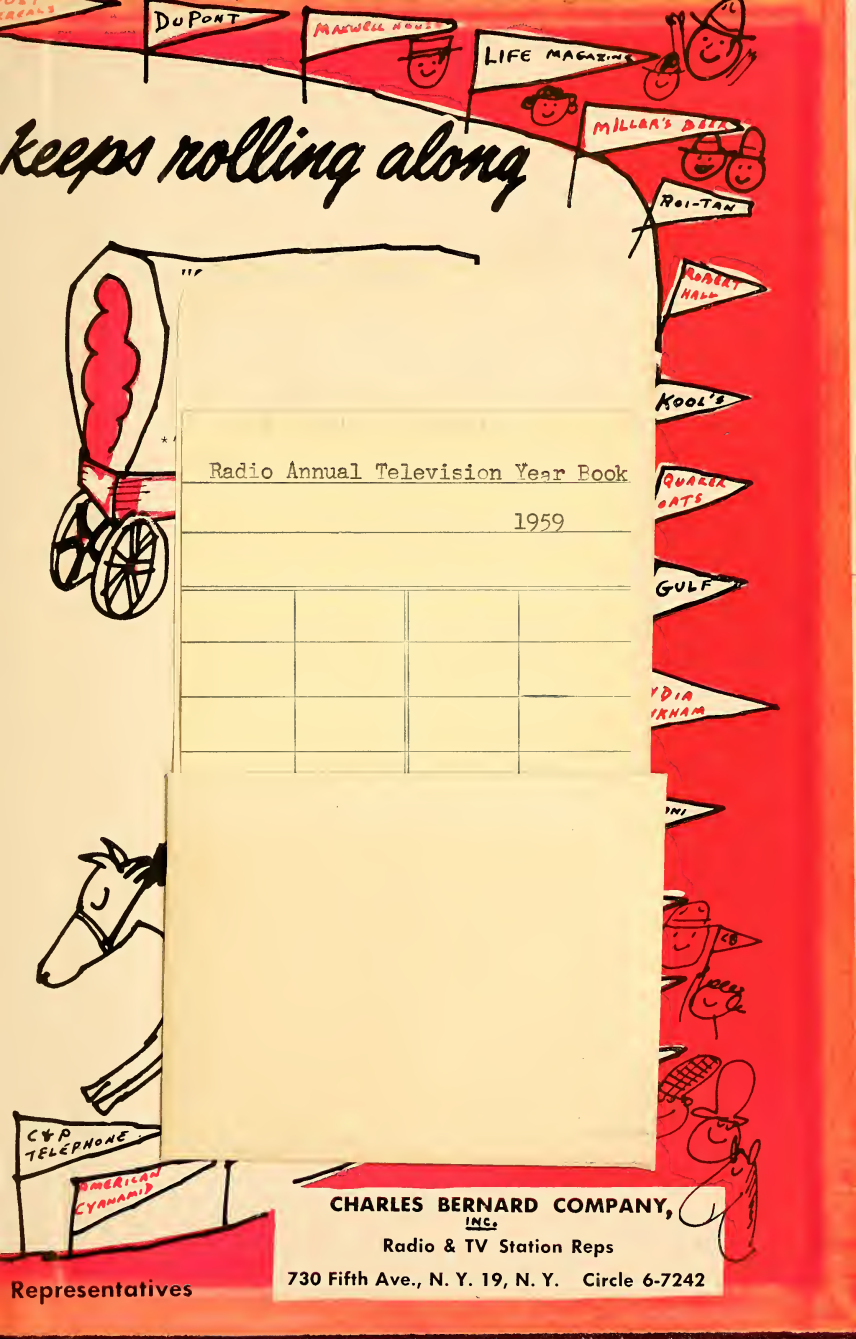 DUPONT
MAXWELL HOUSE
LIFE MAGAZINE
MILLER'S BEER
keeps rolling along
ROI-TAN
ROBERT
HALL
KOOL'S
Radio Annual Television Year Book
QUAKER
OATS
1959
GULF
CB
C & P
TELEPHONE
AMERICAN
CYANAMID
CHARLES BERNARD COMPANY,
INC.
Radio & TV Station Reps
730 Fifth Ave., N. Y. 19, N. Y. Circle 6-7242
Representatives